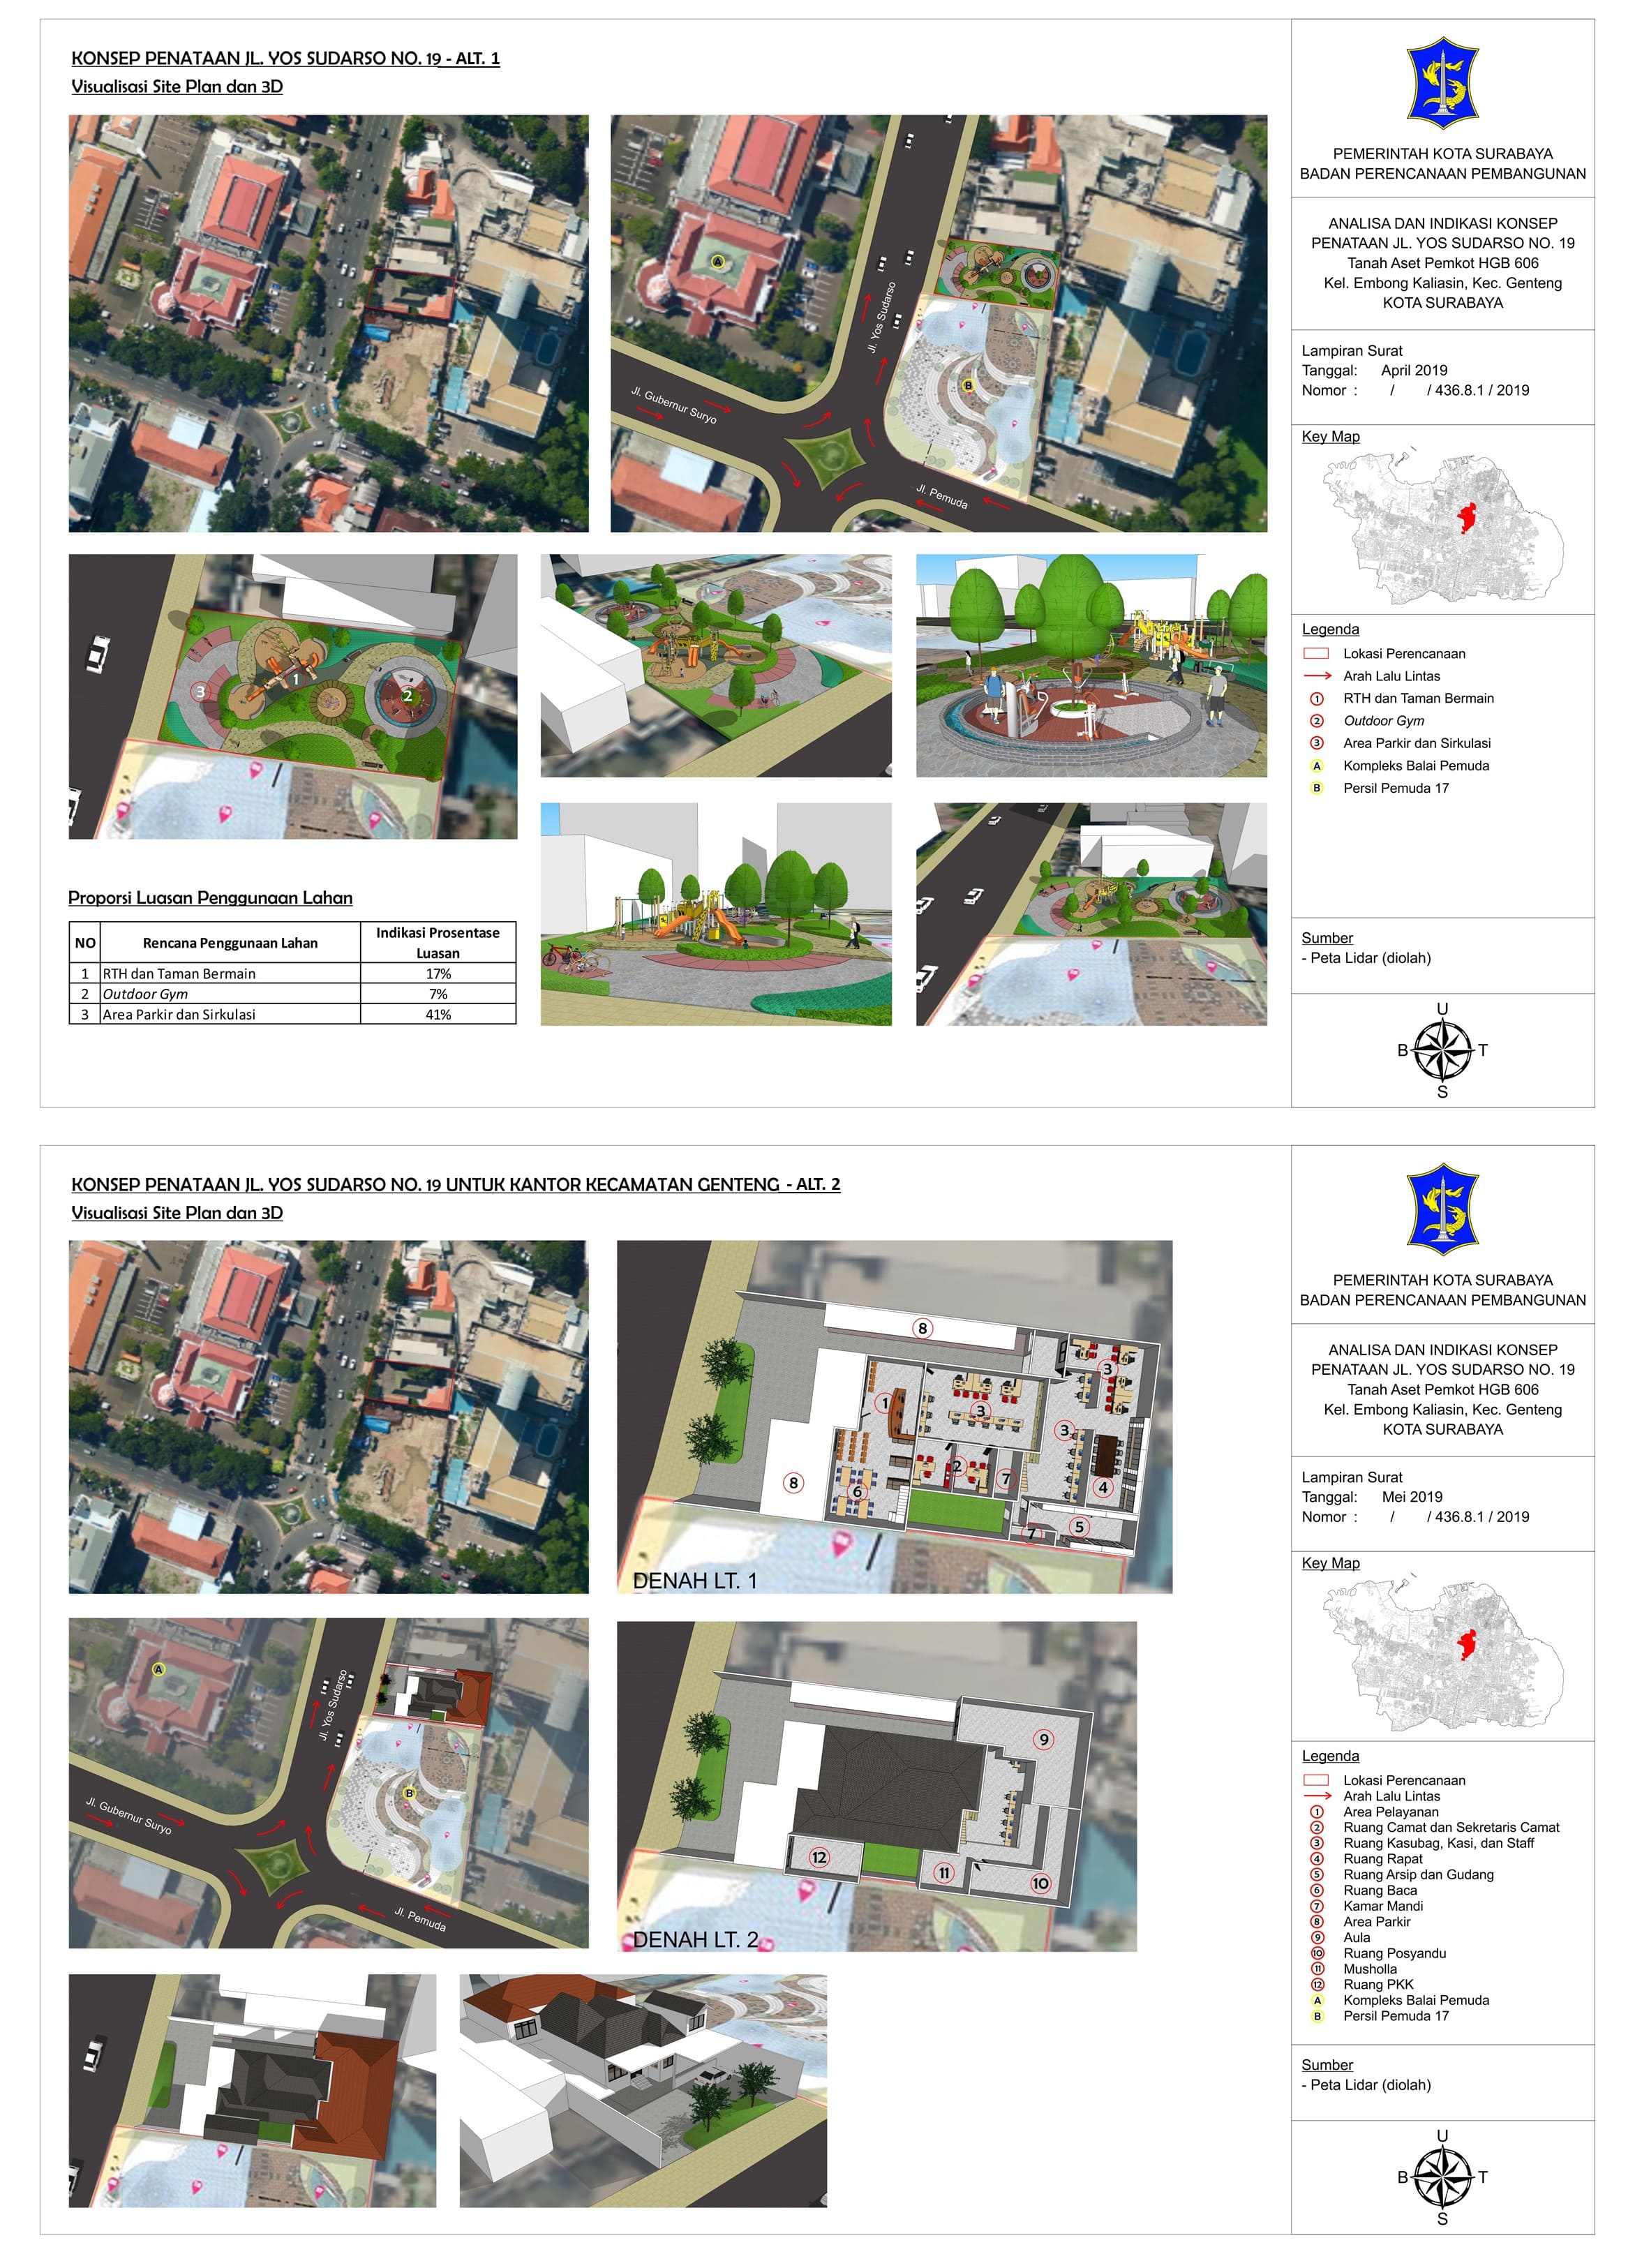 KONSEP PENATAAN JL. YOS SUDARSO NO. 19 - ALT. 1
Visualisasi Site Plan dan 3D
A
Jl. Yos Sudarso
Jl. Gubernur Suryo
B
Jl. Pemuda
1
2
3
Proporsi Luasan Penggunaan Lahan
NO Rencana Penggunaan Lahan Indikasi Prosentase Luasan
1 RTH dan Taman Bermain 17%
2 Outdoor Gym 7%
3 Area Parkir dan Sirkulasi 41%
PEMERINTAH KOTA SURABAYA
BADAN PERENCANAAN PEMBANGUNAN
ANALISA DAN INDIKASI KONSEP
PENATAAN JL. YOS SUDARSO NO. 19
Tanah Aset Pemkot HGB 606
Kel. Embong Kaliasin, Kec. Genteng
KOTA SURABAYA
Lampiran Surat
Tanggal: April 2019
Nomor : / / 436.8.1 / 2019
Key Map
Legenda
Lokasi Perencanaan
Arah Lalu Lintas
1 RTH dan Taman Bermain
2 Outdoor Gym
3 Area Parkir dan Sirkulasi
A Kompleks Balai Pemuda
B Persil Pemuda 17
Sumber
- Peta Lidar (diolah)
U
B T
S
KONSEP PENATAAN JL. YOS SUDARSO NO. 19 UNTUK KANTOR KECAMATAN GENTENG - ALT. 2
Visualisasi Site Plan dan 3D
8
3
1
3
3
2
7
4
8
6
5
7
DENAH LT. 1
A
Jl. Yos Sudarso
B
Jl. Gubernur Suryo
Jl. Pemuda
9
12
11
10
DENAH LT. 2
PEMERINTAH KOTA SURABAYA
BADAN PERENCANAAN PEMBANGUNAN
ANALISA DAN INDIKASI KONSEP
PENATAAN JL. YOS SUDARSO NO. 19
Tanah Aset Pemkot HGB 606
Kel. Embong Kaliasin, Kec. Genteng
KOTA SURABAYA
Lampiran Surat
Tanggal: Mei 2019
Nomor : / / 436.8.1 / 2019
Key Map
Legenda
Lokasi Perencanaan
Arah Lalu Lintas
1 Area Pelayanan
2 Ruang Camat dan Sekretaris Camat
3 Ruang Kasubag, Kasi, dan Staff
4 Ruang Rapat
5 Ruang Arsip dan Gudang
6 Ruang Baca
7 Kamar Mandi
8 Area Parkir
9 Aula
10 Ruang Posyandu
11 Musholla
12 Ruang PKK
A Kompleks Balai Pemuda
B Persil Pemuda 17
Sumber
- Peta Lidar (diolah)
U
B T
S